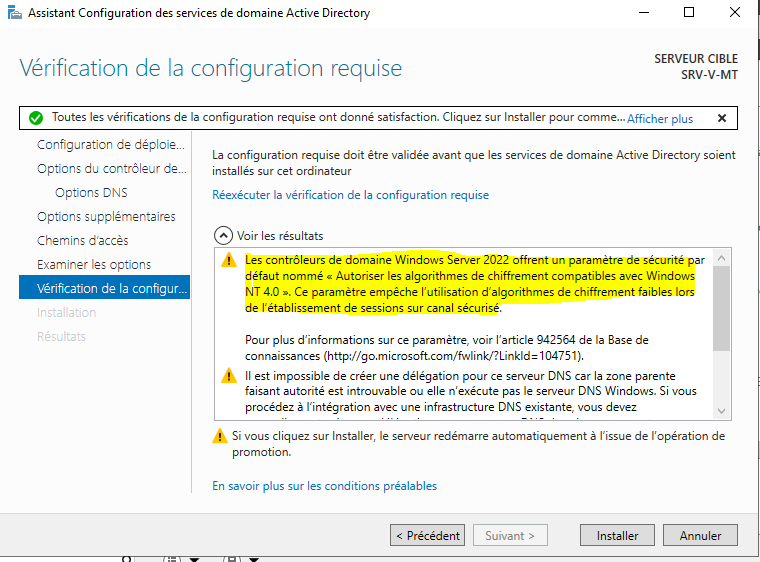 Assistant Configuration des services de domaine Active Directory
Vérification de la configuration requise
SERVEUR CIBLE
SRV-V-MT
Toutes les vérifications de la configuration requise ont donné satisfaction. Cliquez sur Installer pour comme... Afficher plus
Configuration de déploie...
Options du contrôleur de...
Options DNS
Options supplémentaires
Chemins d'accès
Examiner les options
Vérification de la configur...
Installation
Résultats
La configuration requise doit être validée avant que les services de domaine Active Directory soient
installés sur cet ordinateur
Réexécuter la vérification de la configuration requise
Voir les résultats
Les contrôleurs de domaine Windows Server 2022 offrent un paramètre de sécurité par
défaut nommé « Autoriser les algorithmes de chiffrement compatibles avec Windows
NT 4.0 ». Ce paramètre empêche l'utilisation d'algorithmes de chiffrement faibles lors
de l'établissement de sessions sur canal sécurisé.
Pour plus d'informations sur ce paramètre, voir l'article 942564 de la Base de
connaissances (http://go.microsoft.com/fwlink/?LinkId=104751).
Il est impossible de créer une délégation pour ce serveur DNS car la zone parente
faisant autorité est introuvable ou elle n'exécute pas le serveur DNS Windows. Si vous
procédez à l'intégration avec une infrastructure DNS existante, vous devez
Si vous cliquez sur Installer, le serveur redémarre automatiquement à l'issue de l'opération de
promotion.
En savoir plus sur les conditions préalables
< Précédent
Suivant >
Installer
Annuler